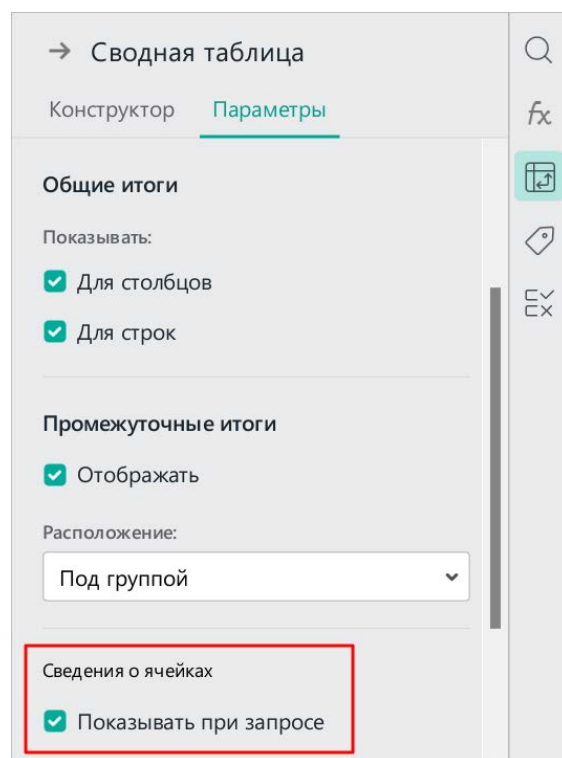 → Сводная таблица
Конструктор Параметры
fx
Общие итоги
Показывать:
Для столбцов
Для строк
Промежуточные итоги
Отображать
Расположение:
Под группой
Сведения о ячейках
Показывать при запросе